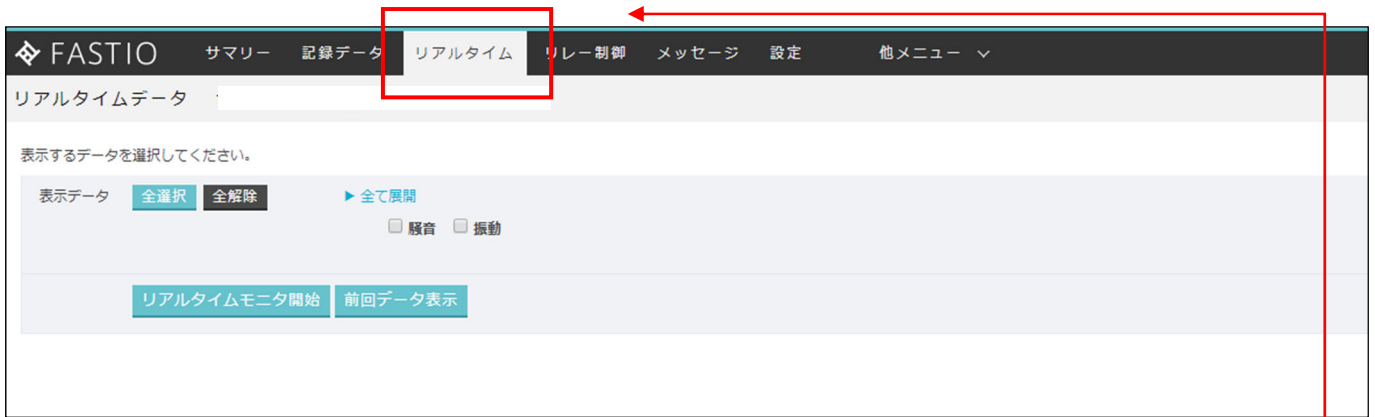 FASTIO サマリー 記録データ リアルタイム リレー制御 メッセージ 設定 他メニュー
リアルタイムデータ
表示するデータを選択してください。
表示データ 全選択 全解除 ▶ 全て展開
騒音 振動
リアルタイムモニタ開始 前回データ表示